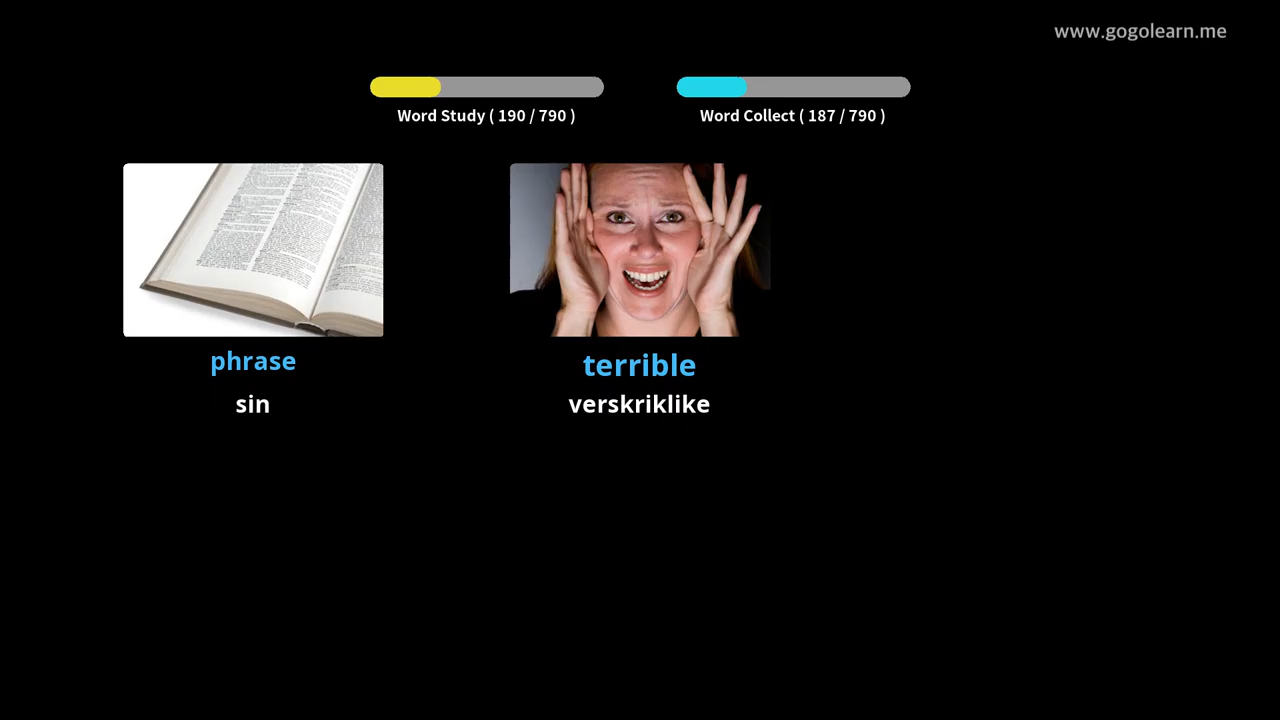 www.gogolearn.me
Word Study ( 190 / 790 )
Word Collect ( 187 / 790 )
phrase
sin
terrible
verskriklike